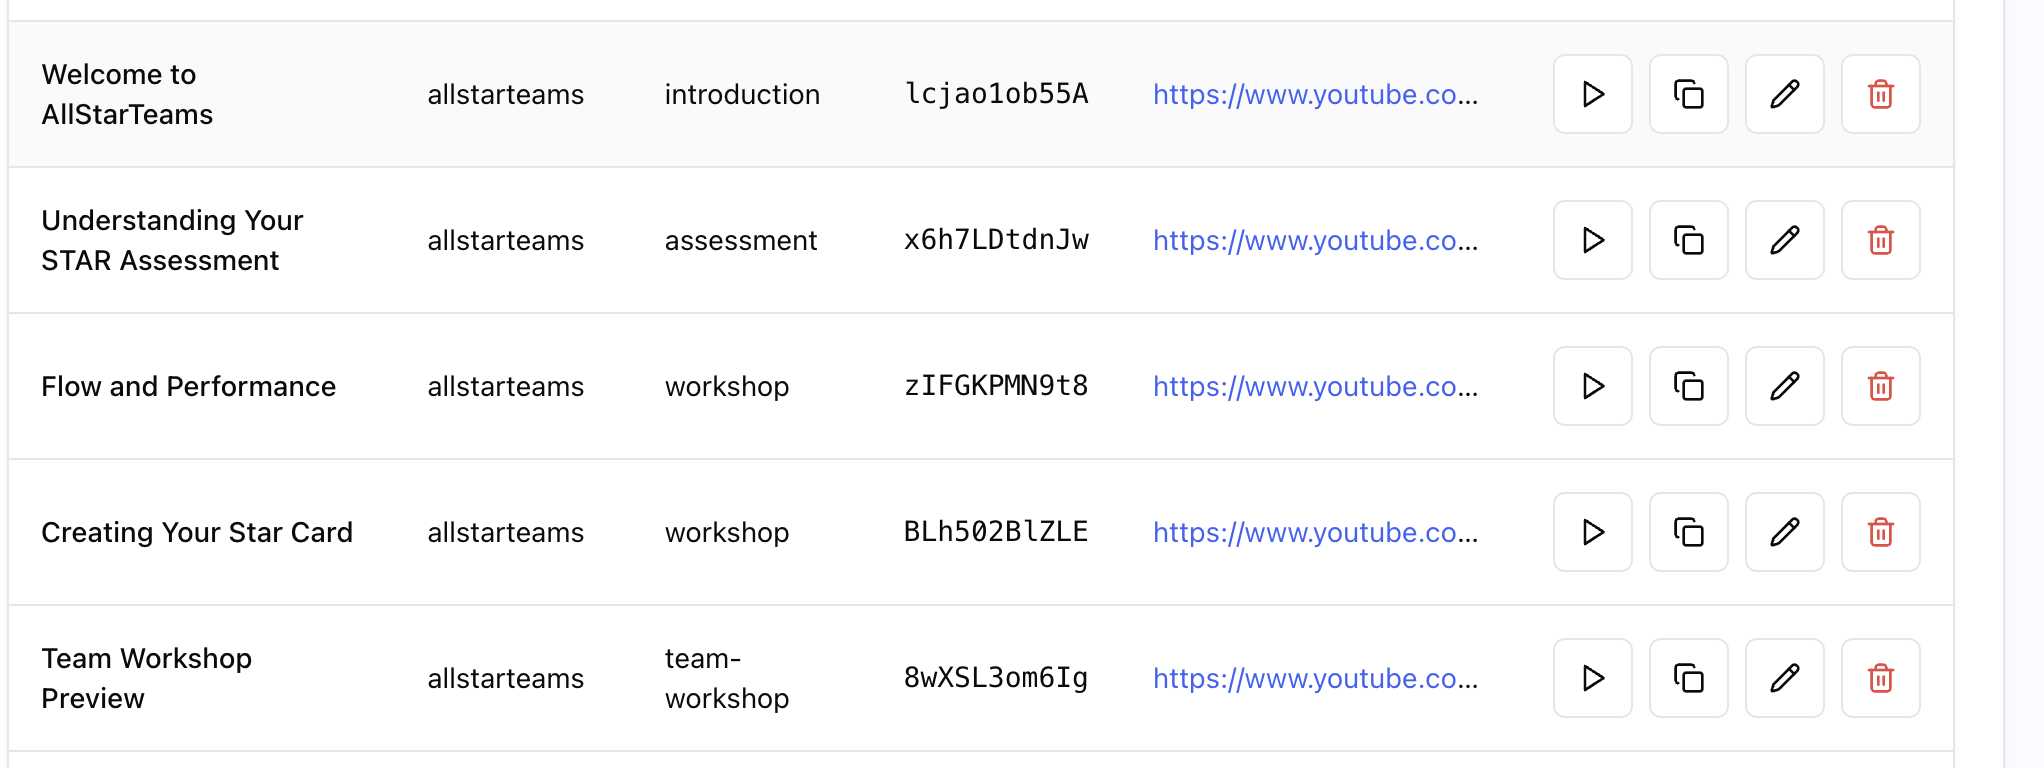 Welcome to
AllStarTeams
allstarteams
introduction
lcjao1ob55A
https://www.youtube.co...
Understanding Your
STAR Assessment
allstarteams
assessment
x6h7LDtdnJw
https://www.youtube.co...
Flow and Performance
allstarteams
workshop
zIFGKPMN9t8
https://www.youtube.co...
Creating Your Star Card
allstarteams
workshop
BLh502BlZLE
https://www.youtube.co...
Team Workshop
Preview
allstarteams
team-
workshop
8wXSL3om6Ig
https://www.youtube.co...